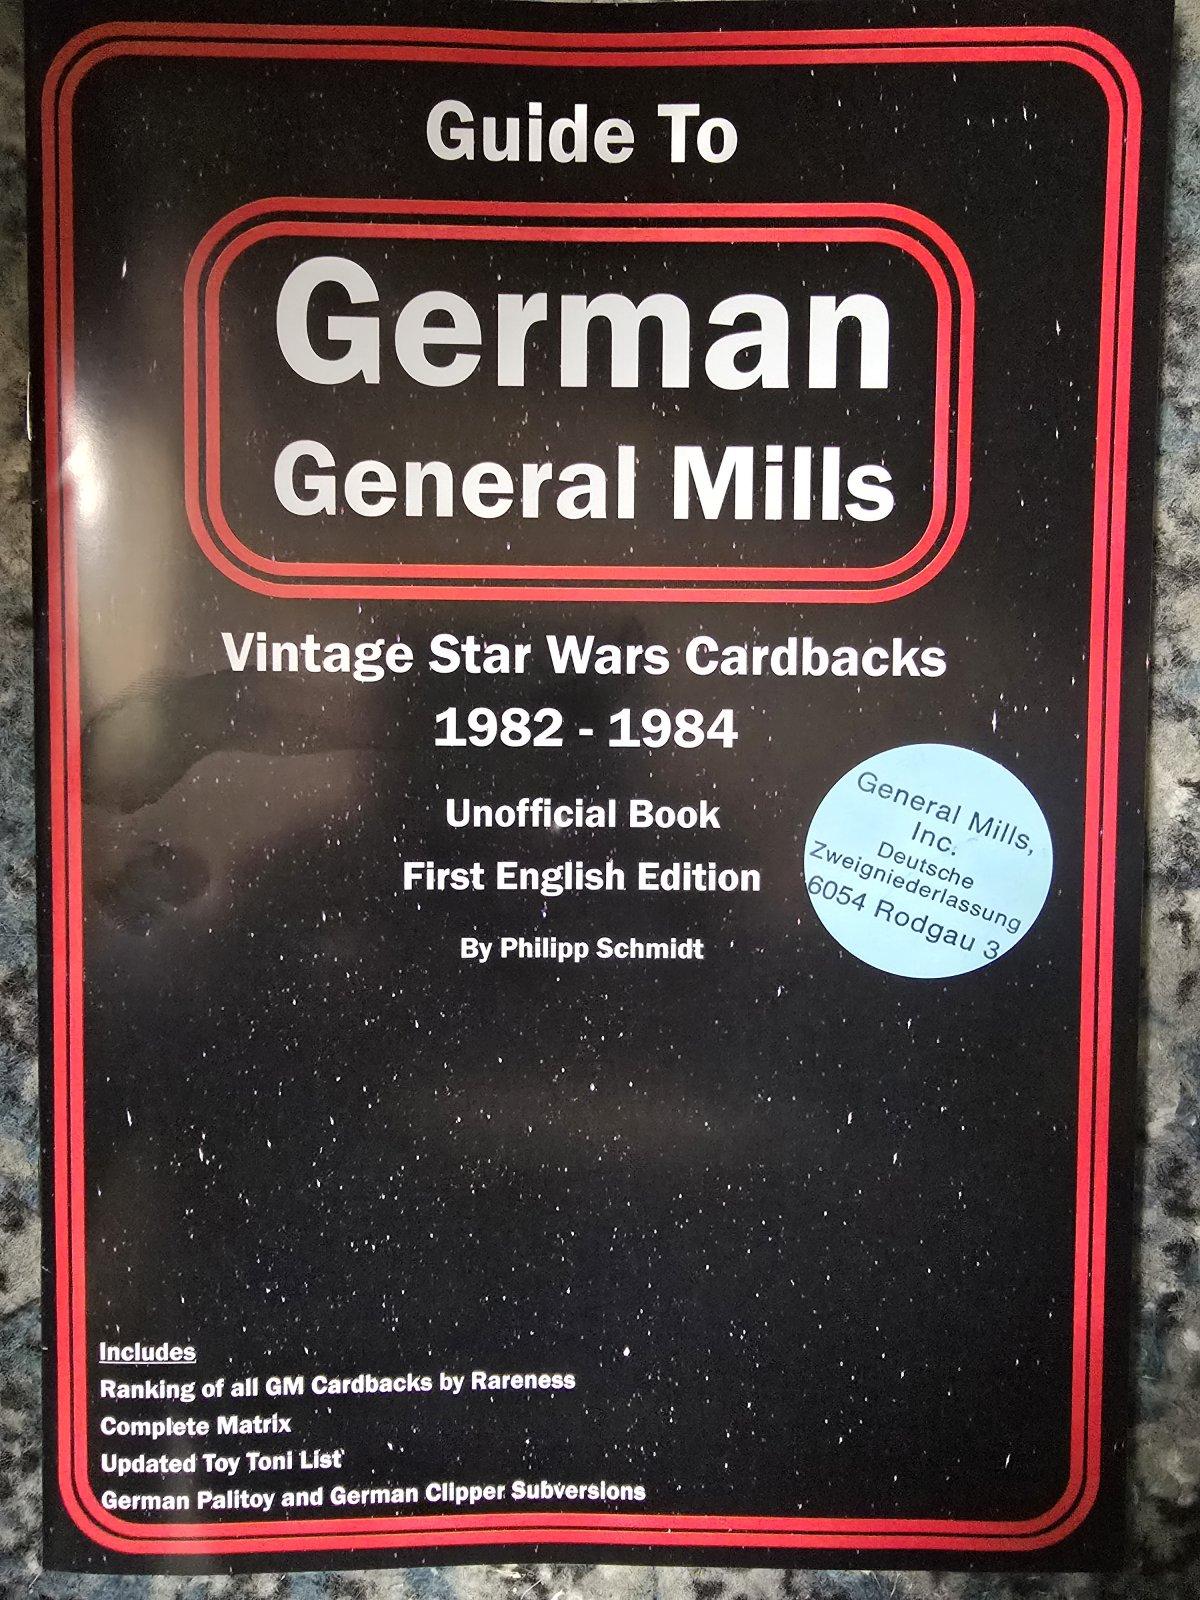 Guide To
German
General Mills
Vintage Star Wars Cardbacks
1982 - 1984
Unofficial Book
First English Edition
By Philipp Schmidt
General Mills,
Inc.
Deutsche
Zweigniederlassung
6054 Rodgau 3
Includes
Ranking of all GM Cardbacks by Rareness
Complete Matrix
Updated Toy Toni List
German Palitoy and German Clipper Subversions